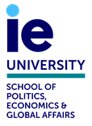 ie
UNIVERSITY
SCHOOL OF
POLITICS,
ECONOMICS &
GLOBAL AFFAIRS